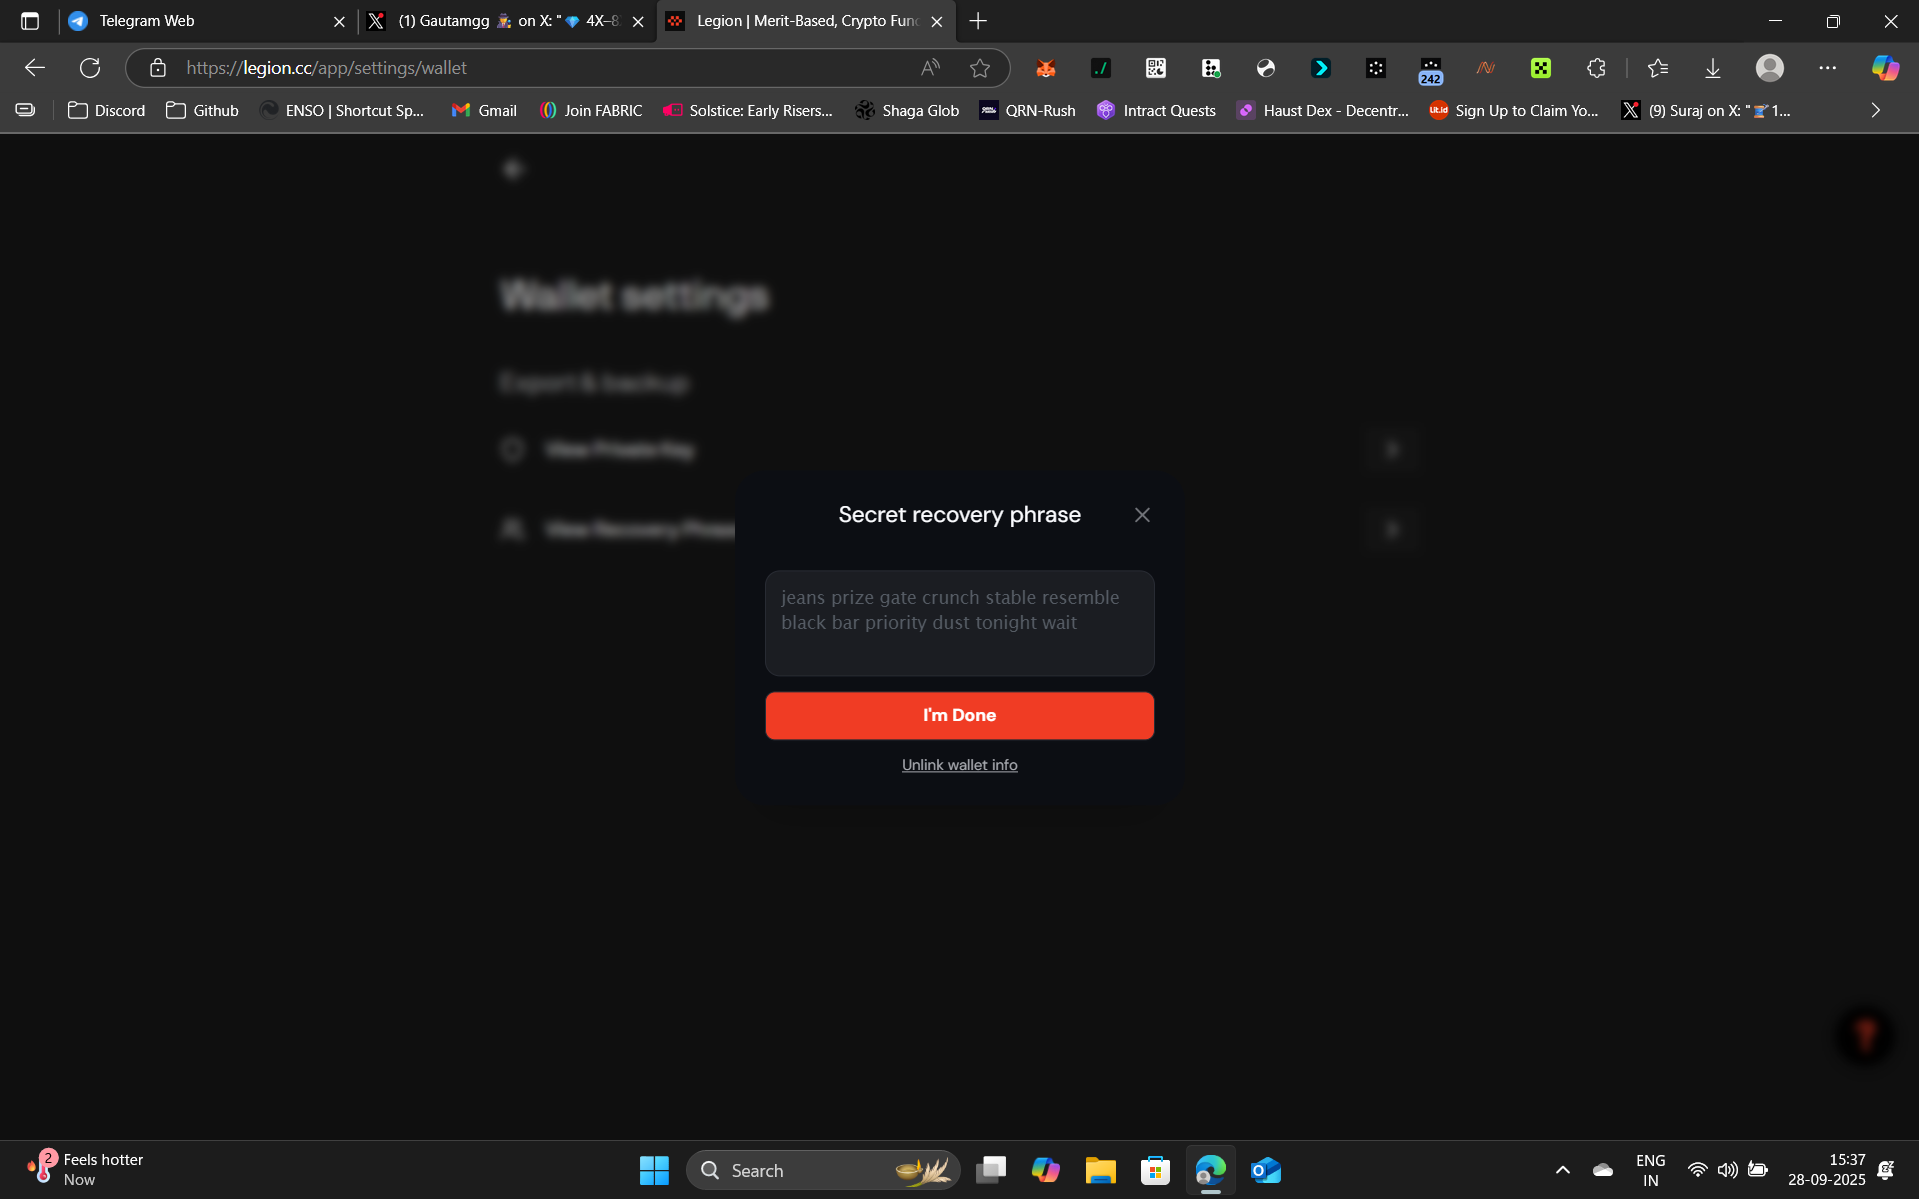 Telegram Web
(1) Gautamgg on X: " 4X–8
Legion | Merit-Based, Crypto Fun
https://legion.cc/app/settings/wallet
242
Discord
Github
ENSO | Shortcut Sp...
Gmail
Join FABRIC
Solstice: Early Risers...
Shaga Glob
QRN-Rush
Intract Quests
Haust Dex - Decentr...
Sign Up to Claim Yo...
(9) Suraj on X: "⏳1...
Wallet settings
Export & backup
View Private Key
View Recovery Phrase
Secret recovery phrase
jeans prize gate crunch stable resemble
black bar priority dust tonight wait
I'm Done
Unlink wallet info
?
2
Feels hotter
Now
Search
ENG
IN
15:37
28-09-2025